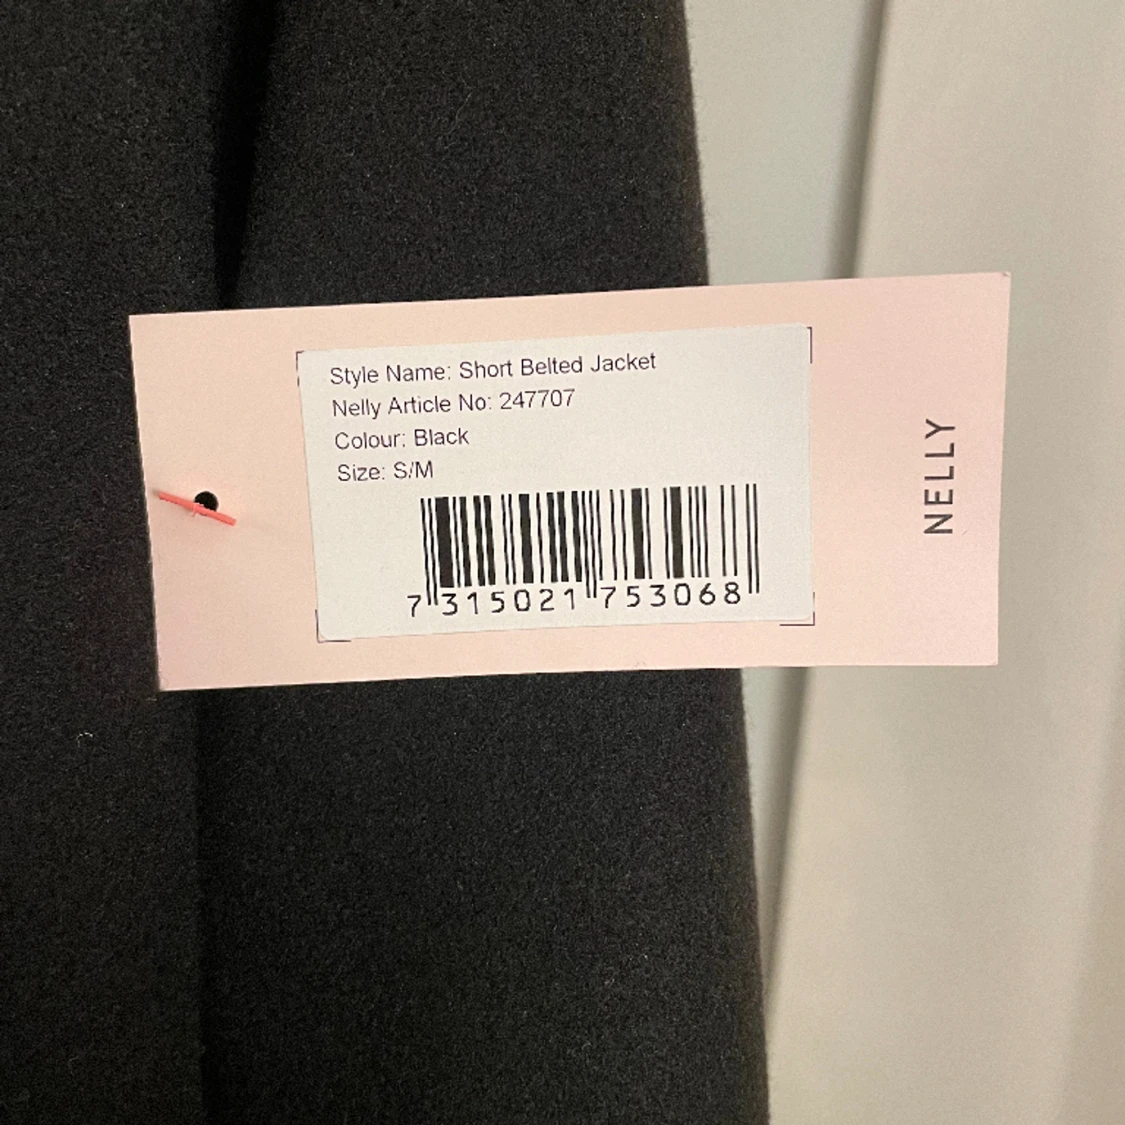 Style Name: Short Belted Jacket
Nelly Article No: 247707
Colour: Black
Size: S/M
7 315021 753068
NELLY